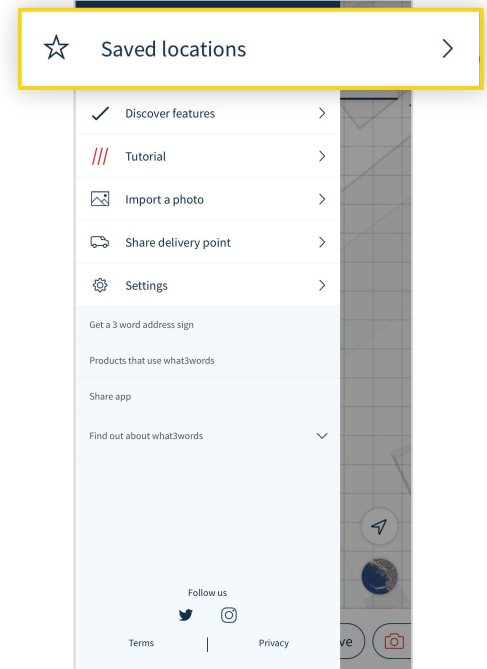 Saved locations
Discover features
Tutorial
Import a photo
Share delivery point
Settings
Get a 3 word address sign
Products that use what3words
Share app
Find out about what3words
Follow us
Terms
Privacy